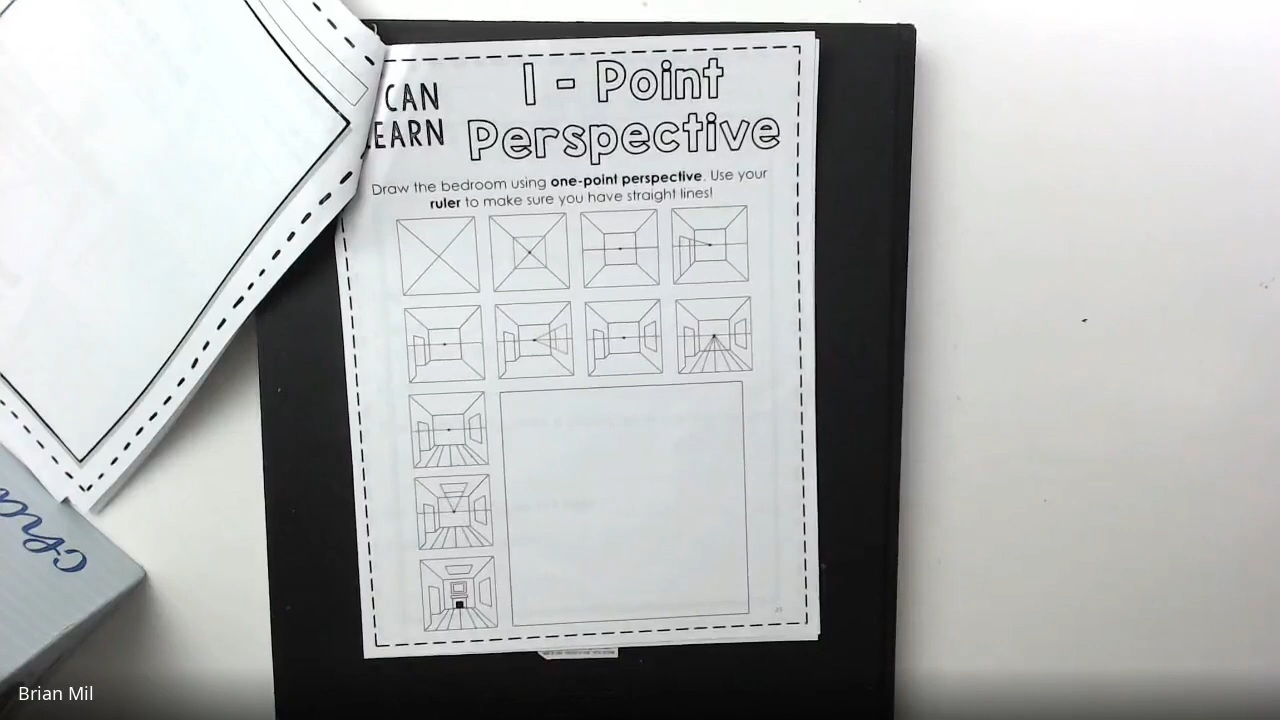 CAN
EARN
1 - Point
Perspective
Draw the bedroom using one-point perspective. Use your
ruler to make sure you have straight lines!
Brian Mil